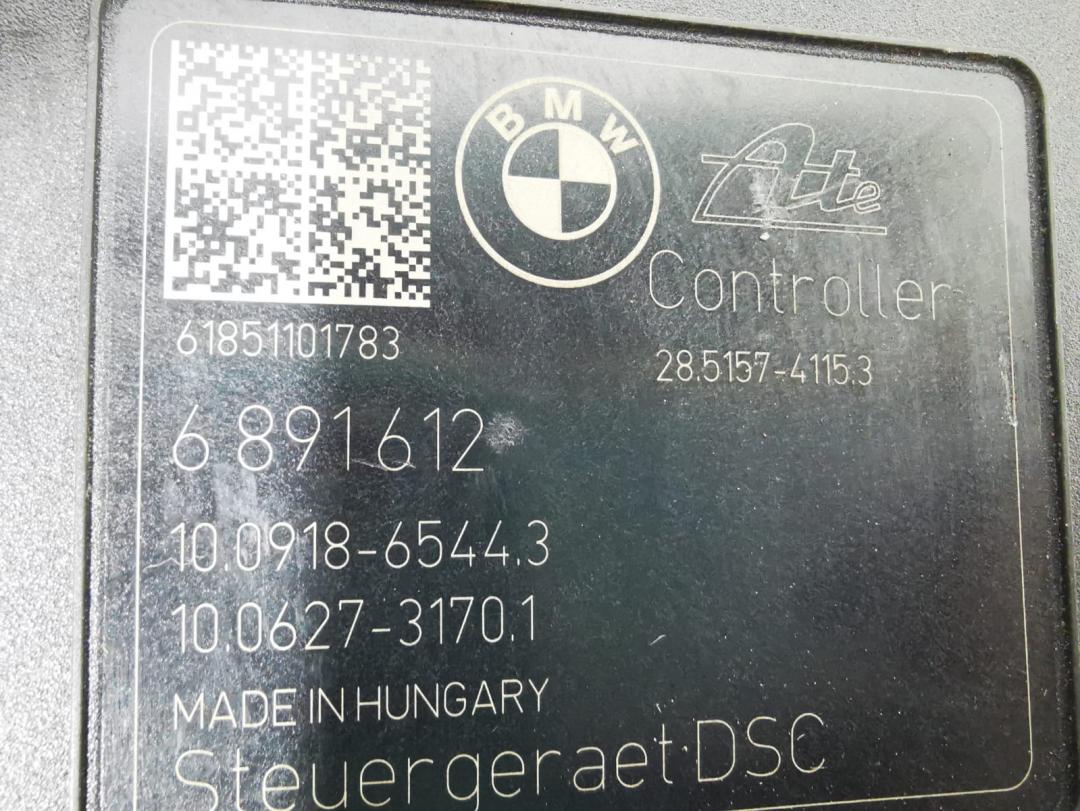 BMW
Ate
Controller
61851101783
28.5157-4115.3
6 891 612
10.0918-6544.3
10.0627-3170.1
MADE IN HUNGARY
Steuergeraet DSC